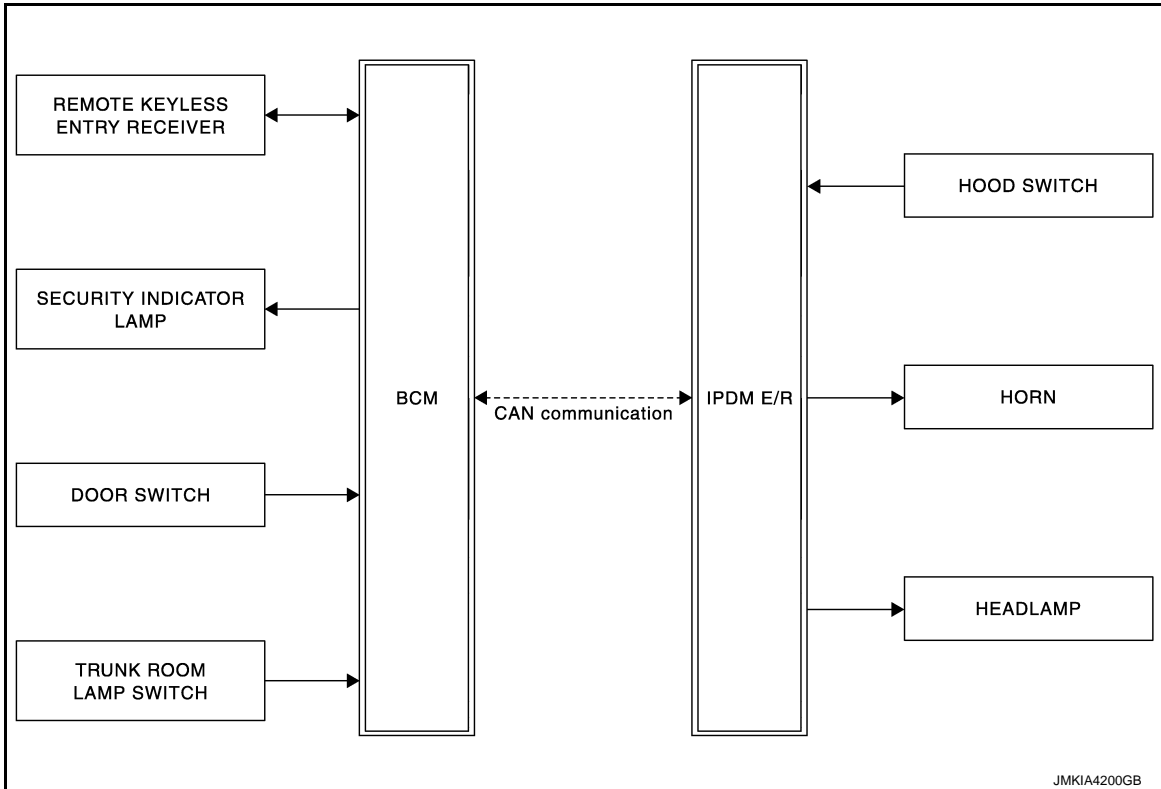 REMOTE KEYLESS
ENTRY RECEIVER
SECURITY INDICATOR
LAMP
DOOR SWITCH
TRUNK ROOM
LAMP SWITCH
BCM
CAN communication
IPDM E/R
HOOD SWITCH
HORN
HEADLAMP
JMKIA4200GB